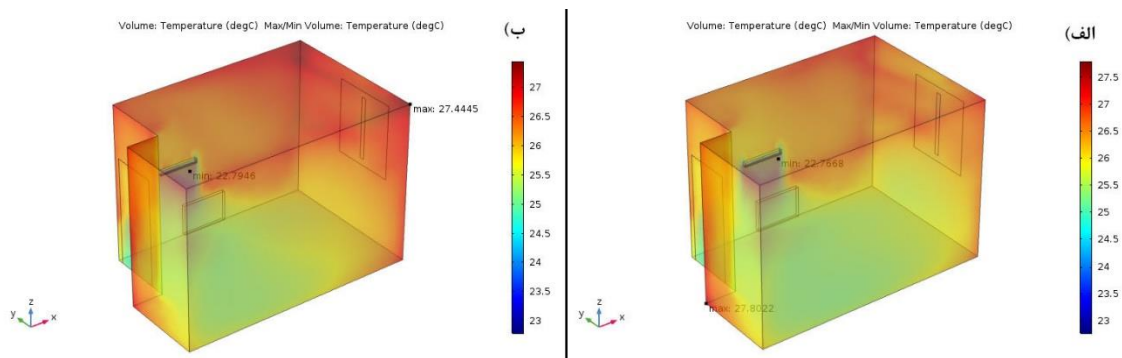 Volume: Temperature (degC) Max/Min Volume: Temperature (degC)
ب)
27
26.5
26
25.5
25
24.5
24
23.5
23
max: 27.4445
min: 22.7946
y z x
Volume: Temperature (degC) Max/Min Volume: Temperature (degC)
الف)
27.5
27
26.5
26
25.5
25
24.5
24
23.5
23
min: 22.7668
max: 27.8022
y z x